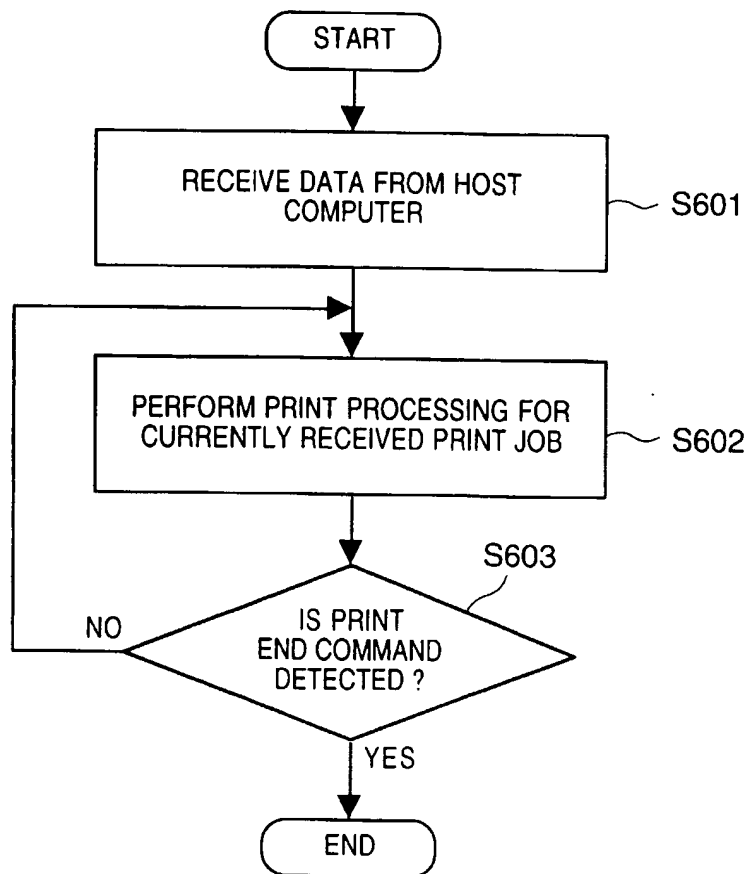 START
RECEIVE DATA FROM HOST
COMPUTER
S601
PERFORM PRINT PROCESSING FOR
CURRENTLY RECEIVED PRINT JOB
S602
S603
IS PRINT
END COMMAND
DETECTED ?
NO
YES
END